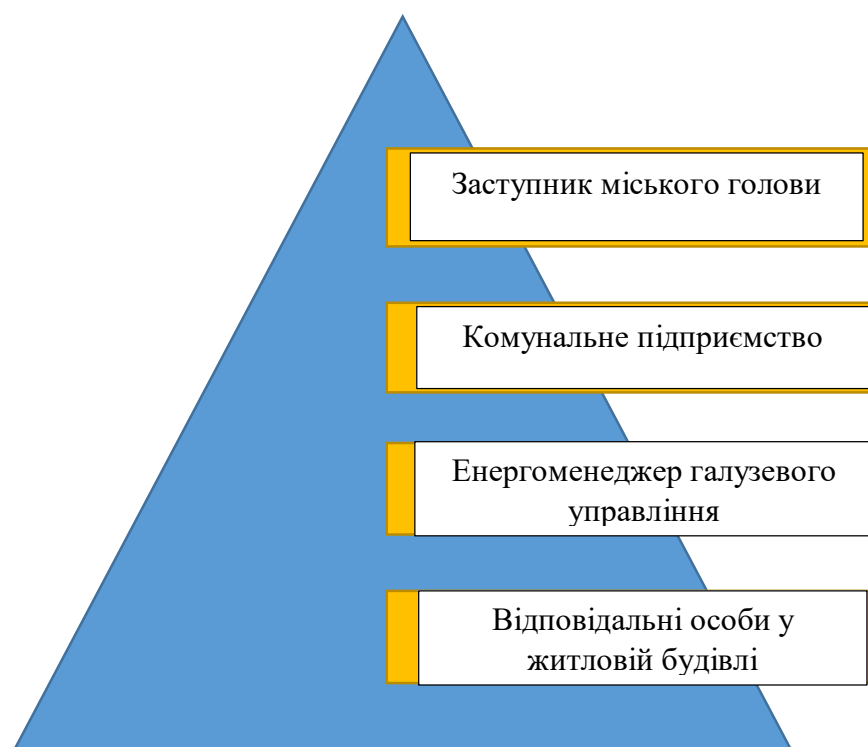 Заступник міського голови
Комунальне підприємство
Енергоменеджер галузевого
управління
Відповідальні особи у
житловій будівлі